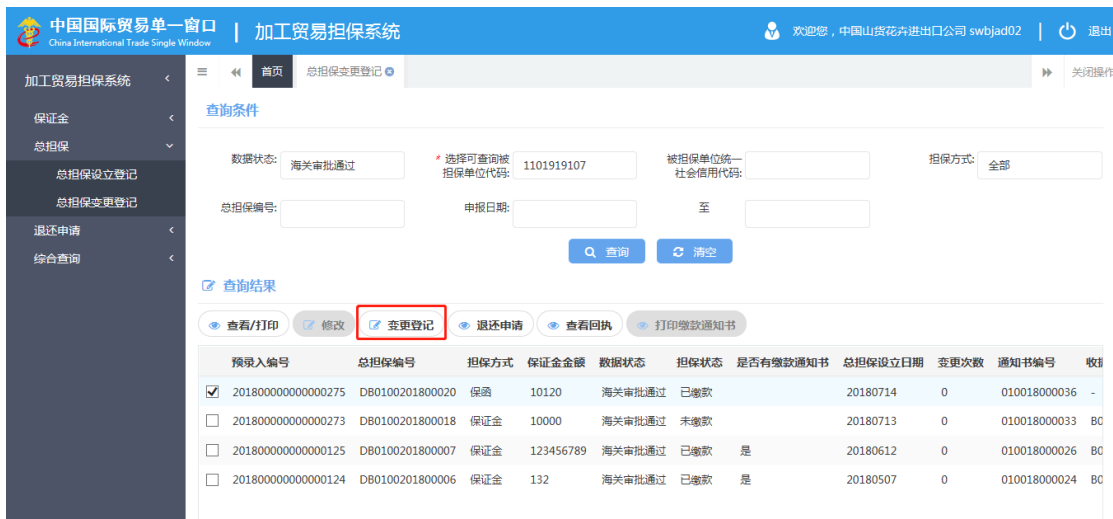 中国国际贸易单一窗口 | 加工贸易担保系统 欢迎您，中国山货花卉进出口公司 swbjad02 | 退出
China International Trade Single Window
加工贸易担保系统
保证金
总担保
总担保设立登记
总担保变更登记
退还申请
综合查询
首页 总担保变更登记 关闭操作
查询条件
数据状态: 海关审批通过 * 选择可查询被担保单位代码: 1101919107 被担保单位统一社会信用代码: 担保方式: 全部
总担保编号: 申报日期: 至
查询 清空
查询结果
查看/打印 修改 变更登记 退还申请 查看回执 打印缴款通知书
预录入编号 总担保编号 担保方式 保证金金额 数据状态 担保状态 是否有缴款通知书 总担保设立日期 变更次数 通知书编号
201800000000000275 DB0100201800020 保函 10120 海关审批通过 已缴款 20180714 0 010018000036 -
201800000000000273 DB0100201800018 保证金 10000 海关审批通过 未缴款 20180713 0 010018000033
201800000000000125 DB0100201800007 保证金 123456789 海关审批通过 已缴款 是 20180612 0 010018000026
201800000000000124 DB0100201800006 保证金 132 海关审批通过 已缴款 是 20180507 0 010018000024